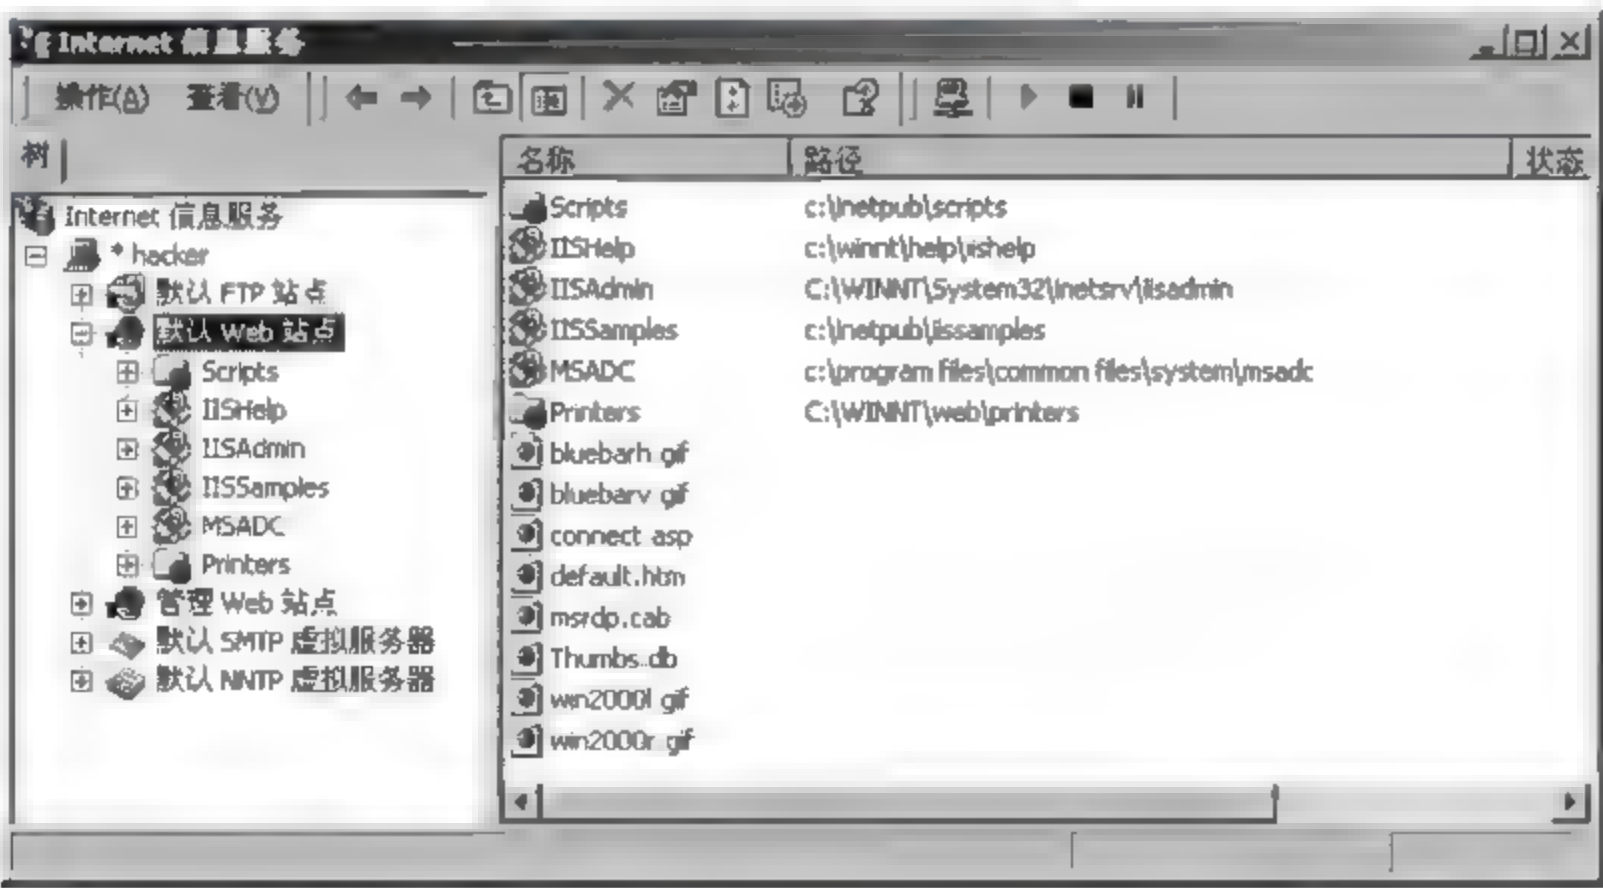 Internet 信息服务
操作(A) 查看(V)
树
Internet 信息服务
* hacker
默认 FTP 站点
默认 Web 站点
Scripts
IISHelp
IISAdmin
IISSamples
MSADC
Printers
管理 Web 站点
默认 SMTP 虚拟服务器
默认 NNTP 虚拟服务器
名称 路径 状态
Scripts c:\inetpub\scripts
IISHelp c:\winnt\help\iishelp
IISAdmin C:\WINNT\System32\inetsrv\iisadmin
IISSamples c:\inetpub\iissamples
MSADC c:\program files\common files\system\msadc
Printers C:\WINNT\web\printers
bluebarh.gif
bluebarv.gif
connect.asp
default.htm
msrdp.cab
Thumbs.db
win2000l.gif
win2000r.gif